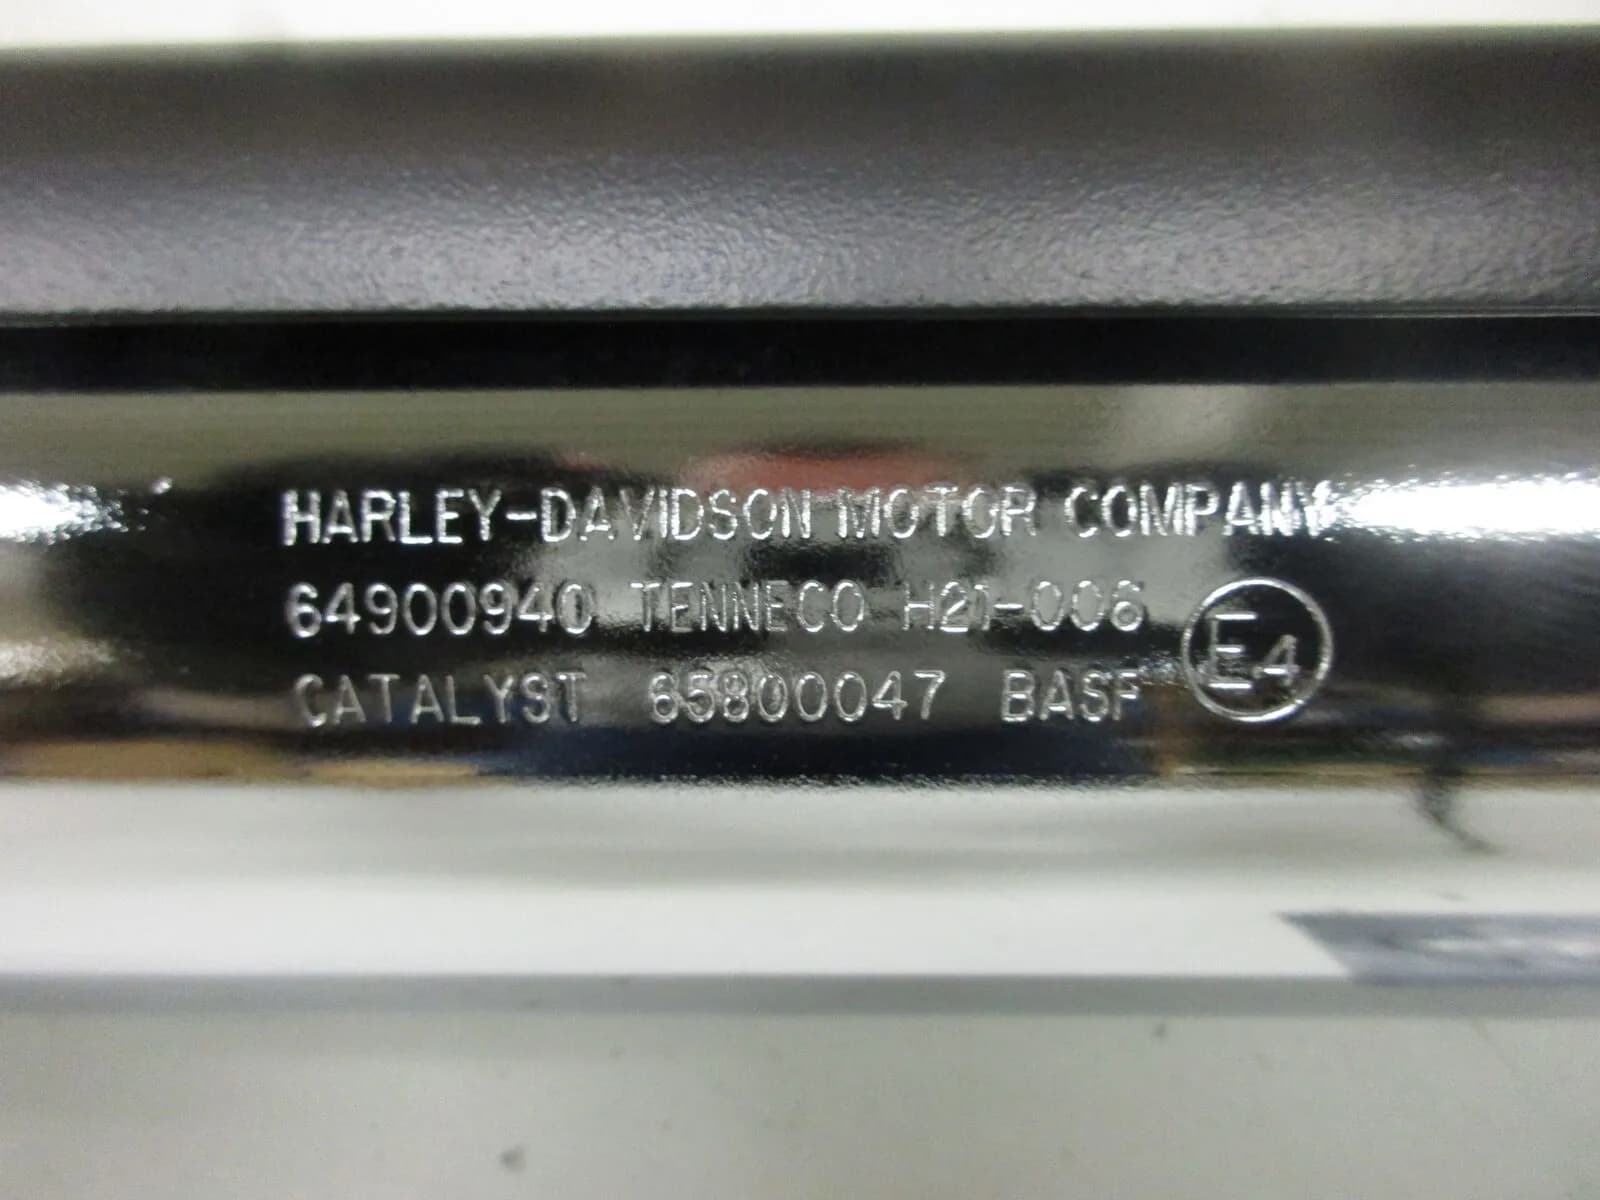 HARLEY-DAVIDSON MOTOR COMPANY
64900940 TENNECO H21-006
CATALYST 65800047 BASF
E4